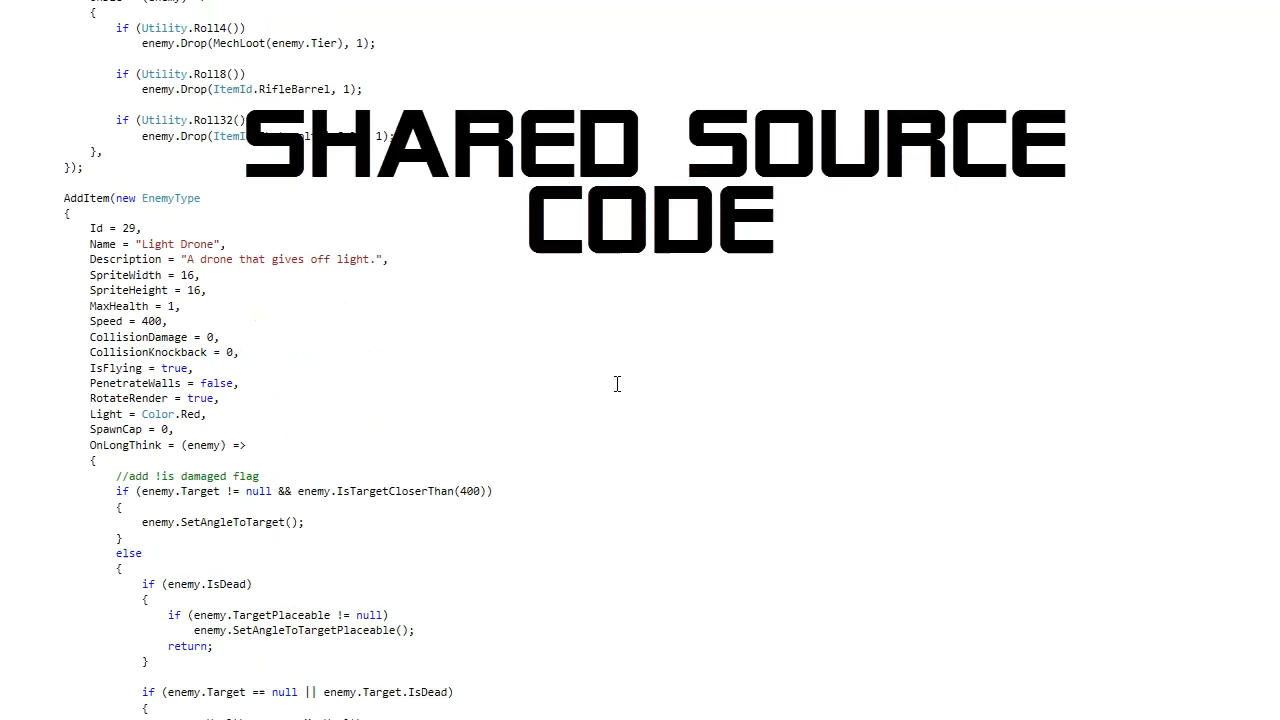 {
if (Utility.Roll4())
enemy.Drop(MechLoot(enemy.Tier), 1);
if (Utility.Roll8())
enemy.Drop(ItemId.RifleBarrel, 1);
if (Utility.Roll32()
enemy.Drop( 1);
},
});
SHARED SOURCE
CODE
AddItem(new EnemyType
{
Id = 29,
Name = "Light Drone",
Description = "A drone that gives off light.",
SpriteWidth = 16,
SpriteHeight = 16,
MaxHealth = 1,
Speed = 400,
CollisionDamage = 0,
CollisionKnockback = 0,
IsFlying = true,
PenetrateWalls = false,
RotateRender = true,
Light = Color.Red,
SpawnCap = 0,
OnLongThink = (enemy) =>
{
//add !is damaged flag
if (enemy.Target != null && enemy.IsTargetCloserThan(400))
{
enemy.SetAngleToTarget();
}
else
{
if (enemy.IsDead)
{
if (enemy.TargetPlaceable != null)
enemy.SetAngleToTargetPlaceable();
return;
}
if (enemy.Target == null || enemy.Target.IsDead)
{